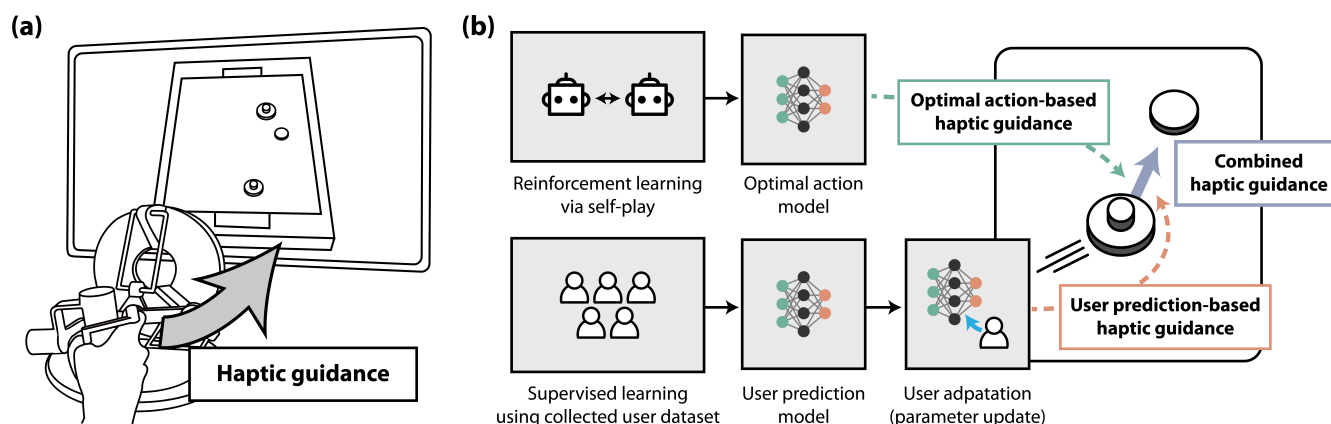 (a)
Haptic guidance
(b)
Reinforcement learning
via self-play
Optimal action
model
Optimal action-based
haptic guidance
Combined
haptic guidance
Supervised learning
using collected user dataset
User prediction
model
User adpatation
(parameter update)
User prediction-based
haptic guidance